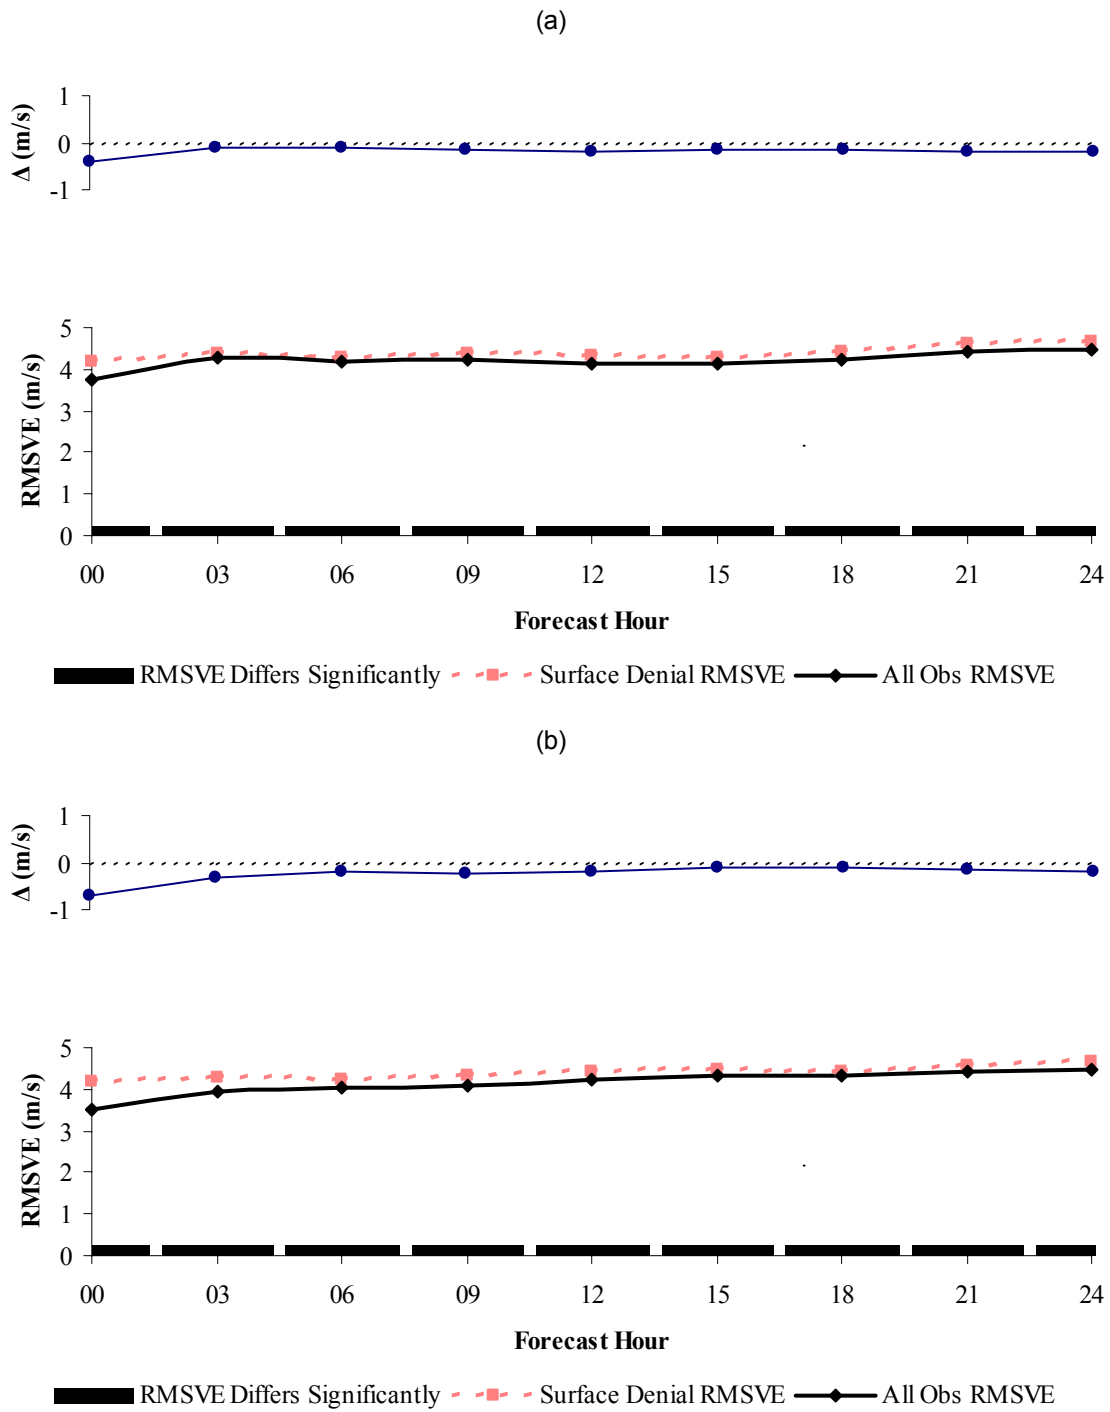 (a)
1
0
-1
Δ (m/s)
5
4
3
2
1
0
RMSVE (m/s)
00 03 06 09 12 15 18 21 24
Forecast Hour
RMSVE Differs Significantly Surface Denial RMSVE All Obs RMSVE
(b)
1
0
-1
Δ (m/s)
5
4
3
2
1
0
RMSVE (m/s)
00 03 06 09 12 15 18 21 24
Forecast Hour
RMSVE Differs Significantly Surface Denial RMSVE All Obs RMSVE